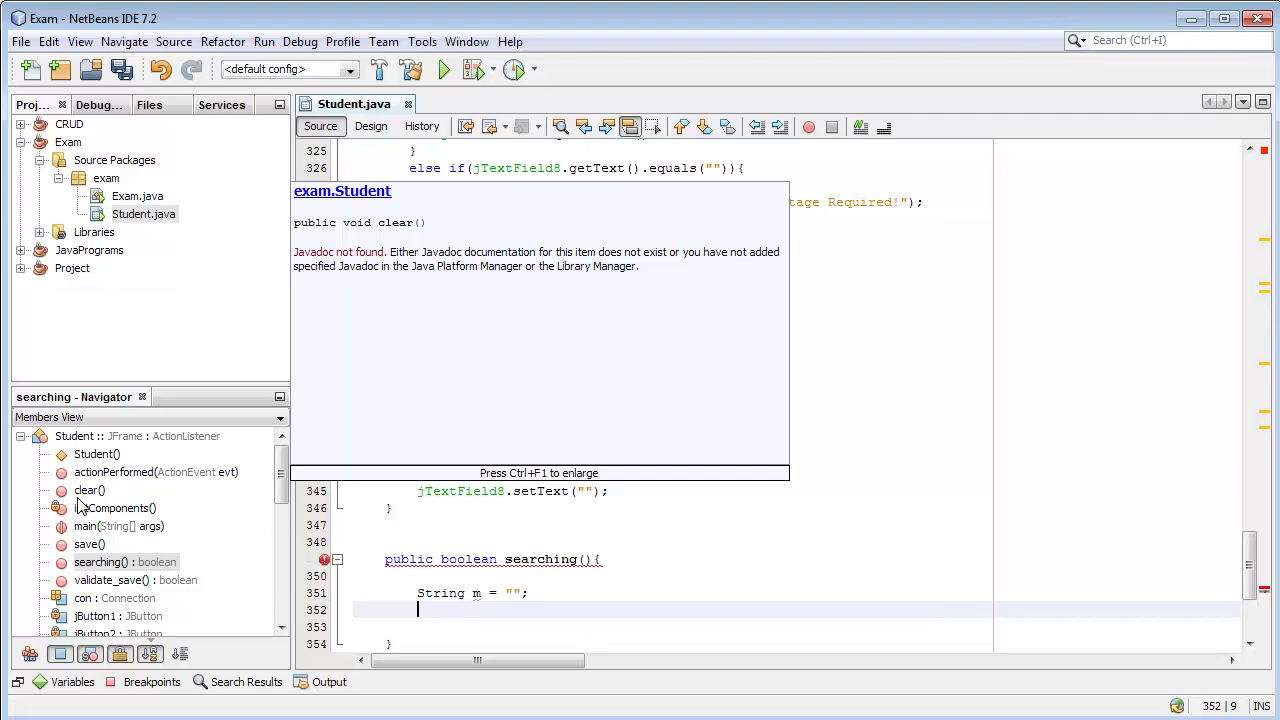 Exam - NetBeans IDE 7.2
File Edit View Navigate Source Refactor Run Debug Profile Team Tools Window Help
Search (Ctrl+I)
<default config>
Proj... Debug... Files Services
Student.java
CRUD
Exam
Source Packages
exam
Exam.java
Student.java
Libraries
JavaPrograms
Project
Source Design History
325 }
326 else if(jTextField8.getText().equals("")){
tage Required!");
exam.Student
public void clear()
Javadoc not found. Either Javadoc documentation for this item does not exist or you have not added
specified Javadoc in the Java Platform Manager or the Library Manager.
Press Ctrl+F1 to enlarge
345 jTextField8.setText("");
346 }
347
348
public boolean searching(){
350
351 String m = "";
352
353
354 }
searching - Navigator
Members View
Student :: JFrame : ActionListener
Student()
actionPerformed(ActionEvent evt)
clear()
Components()
main(String[] args)
save()
searching() : boolean
validate_save() : boolean
con : Connection
jButton1 : JButton
jButton2 : JButton
Variables Breakpoints Search Results Output
352 | 9 INS